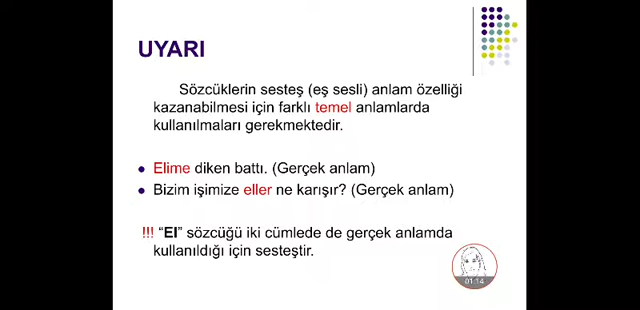 UYARI
Sözcüklerin sesteş (eş sesli) anlam özelliği
kazanabilmesi için farklı temel anlamlarda
kullanılmaları gerekmektedir.
Elime diken battı. (Gerçek anlam)
Bizim işimize eller ne karışır? (Gerçek anlam)
!!! “El” sözcüğü iki cümlede de gerçek anlamda
kullanıldığı için sesteştir.
01:14